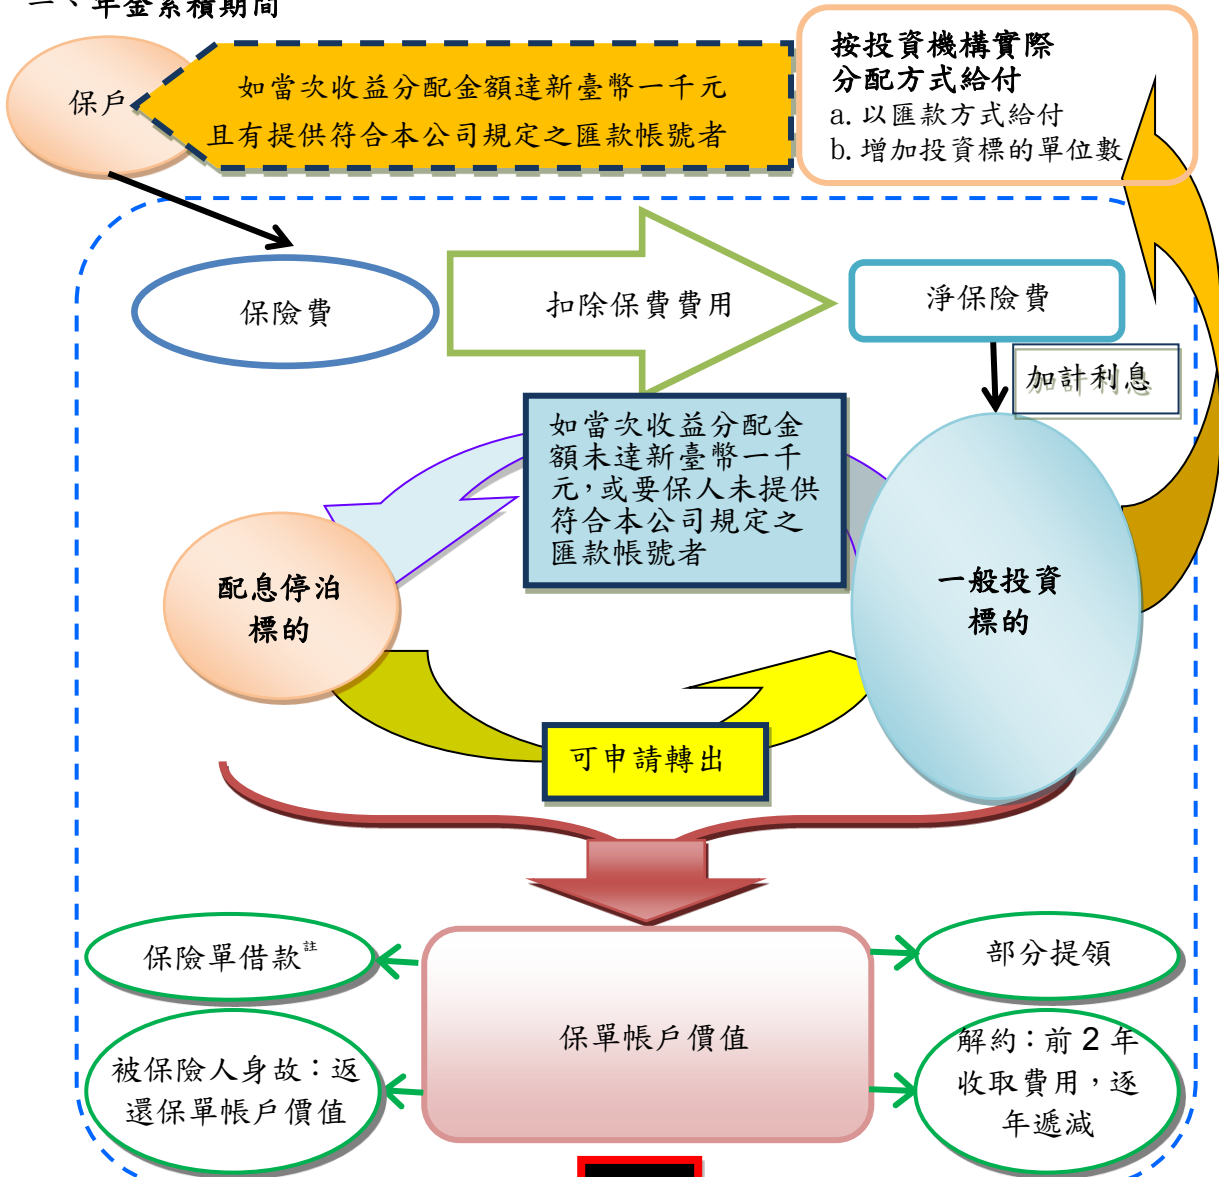 一、年金累積期間
保戶
如當次收益分配金額達新臺幣一千元
且有提供符合本公司規定之匯款帳號者
按投資機構實際
分配方式給付
a. 以匯款方式給付
b. 增加投資標的單位數
保險費
扣除保費費用
淨保險費
加計利息
如當次收益分配金
額未達新臺幣一千
元，或要保人未提供
符合本公司規定之
匯款帳號者
配息停泊
標的
一般投資
標的
可申請轉出
保險單借款註
部分提領
保單帳戶價值
被保險人身故：返
還保單帳戶價值
解約：前 2 年
收取費用，逐
年遞減